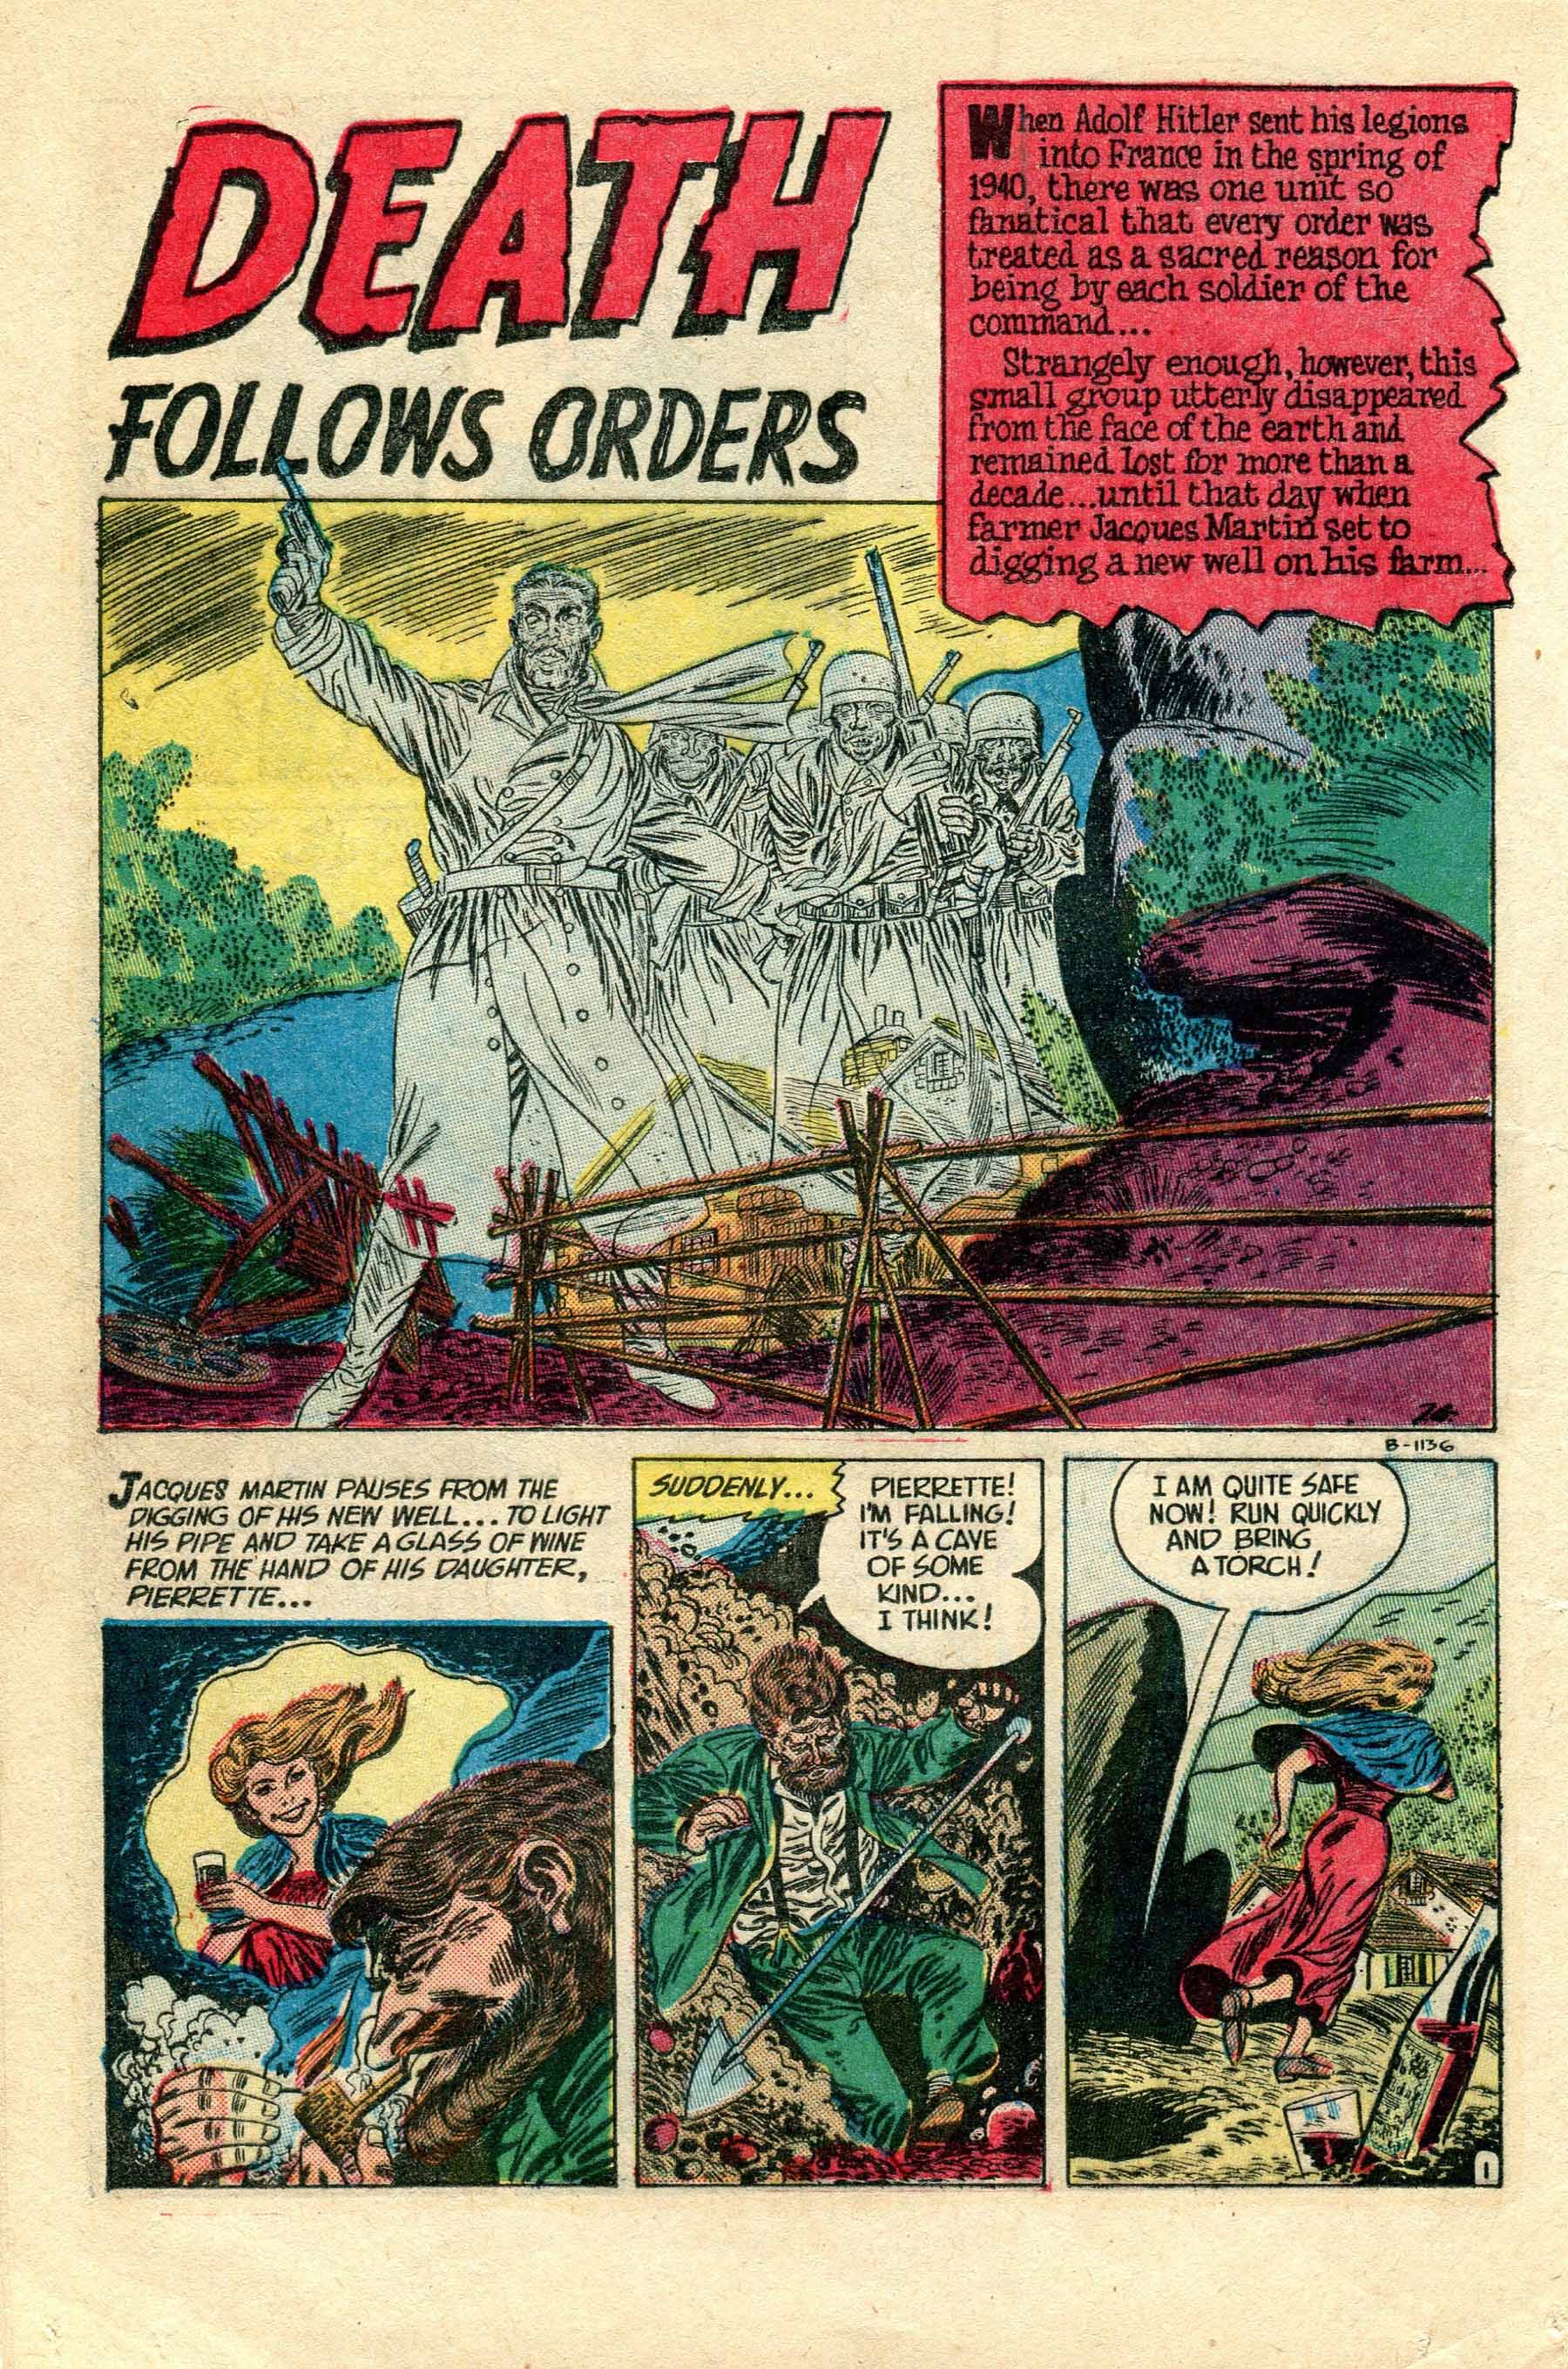 DEATH
FOLLOWS ORDERS
When Adolf Hitler sent his legions
into France in the spring of
1940, there was one unit so
fanatical that every order was
treated as a sacred reason for
being by each soldier of the
command...
Strangely enough, however, this
small group utterly disappeared
from the face of the earth and
remained lost for more than a
decade...until that day when
farmer Jacques Martin set to
digging a new well on his farm...
B-1136
JACQUES MARTIN PAUSES FROM THE
DIGGING OF HIS NEW WELL... TO LIGHT
HIS PIPE AND TAKE A GLASS OF WINE
FROM THE HAND OF HIS DAUGHTER,
PIERRETTE...
SUDDENLY...
PIERRETTE!
I'M FALLING!
IT'S A CAVE
OF SOME
KIND...
I THINK!
I AM QUITE SAFE
NOW! RUN QUICKLY
AND BRING
A TORCH!
1